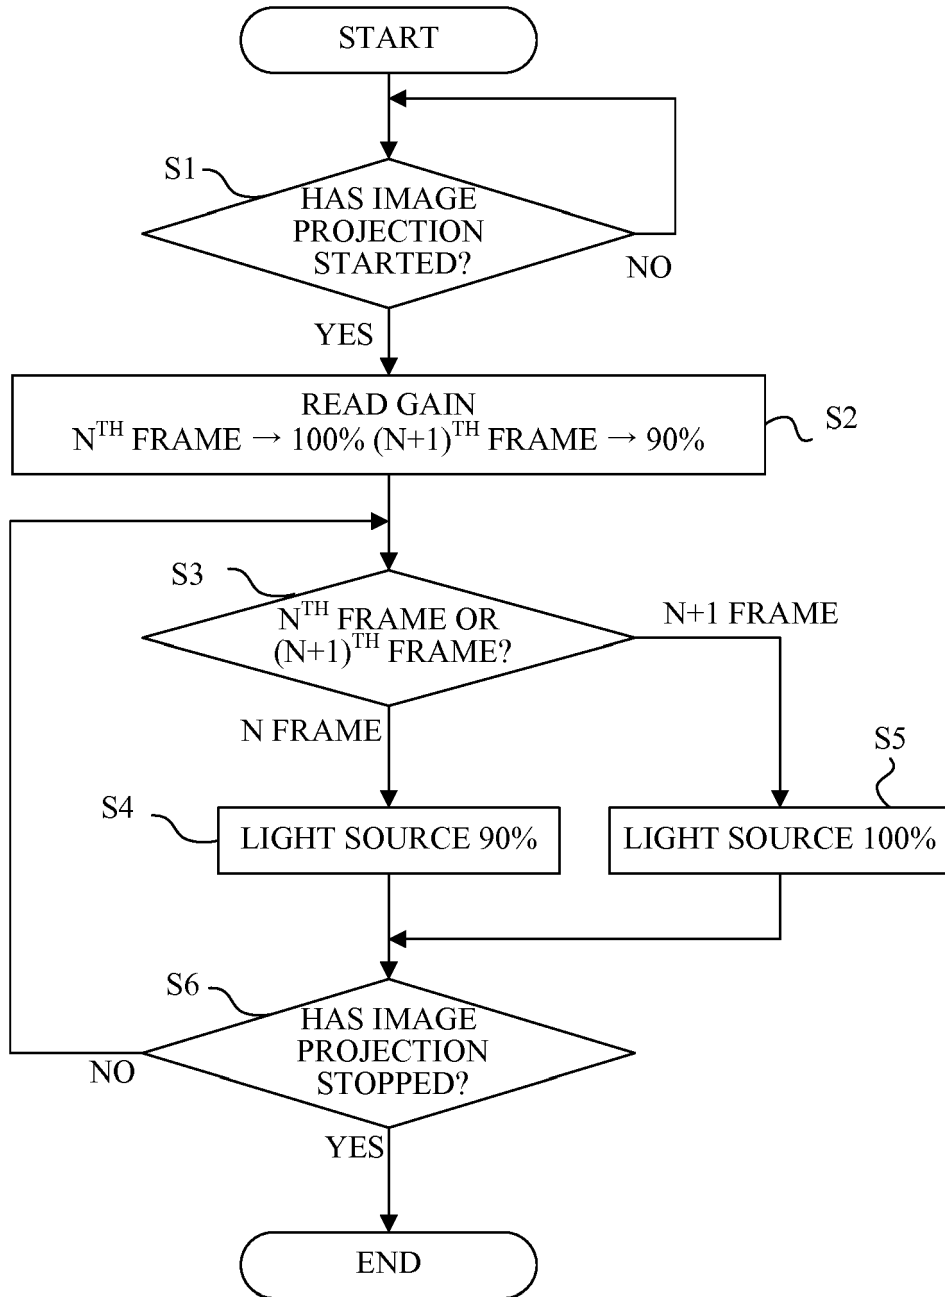 START
S1
HAS IMAGE
PROJECTION
STARTED?
NO
YES
READ GAIN
N^TH FRAME → 100% (N+1)^TH FRAME → 90%
S2
S3
N^TH FRAME OR
(N+1)^TH FRAME?
N+1 FRAME
N FRAME
S4
LIGHT SOURCE 90%
S5
LIGHT SOURCE 100%
S6
HAS IMAGE
PROJECTION
STOPPED?
NO
YES
END